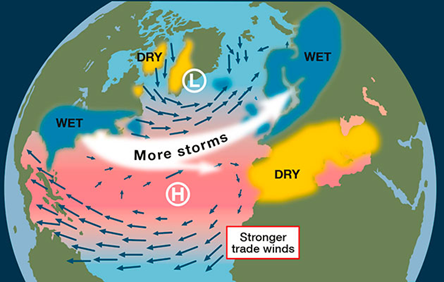 DRY
WET
L
WET
More storms
DRY
H
Stronger
trade winds